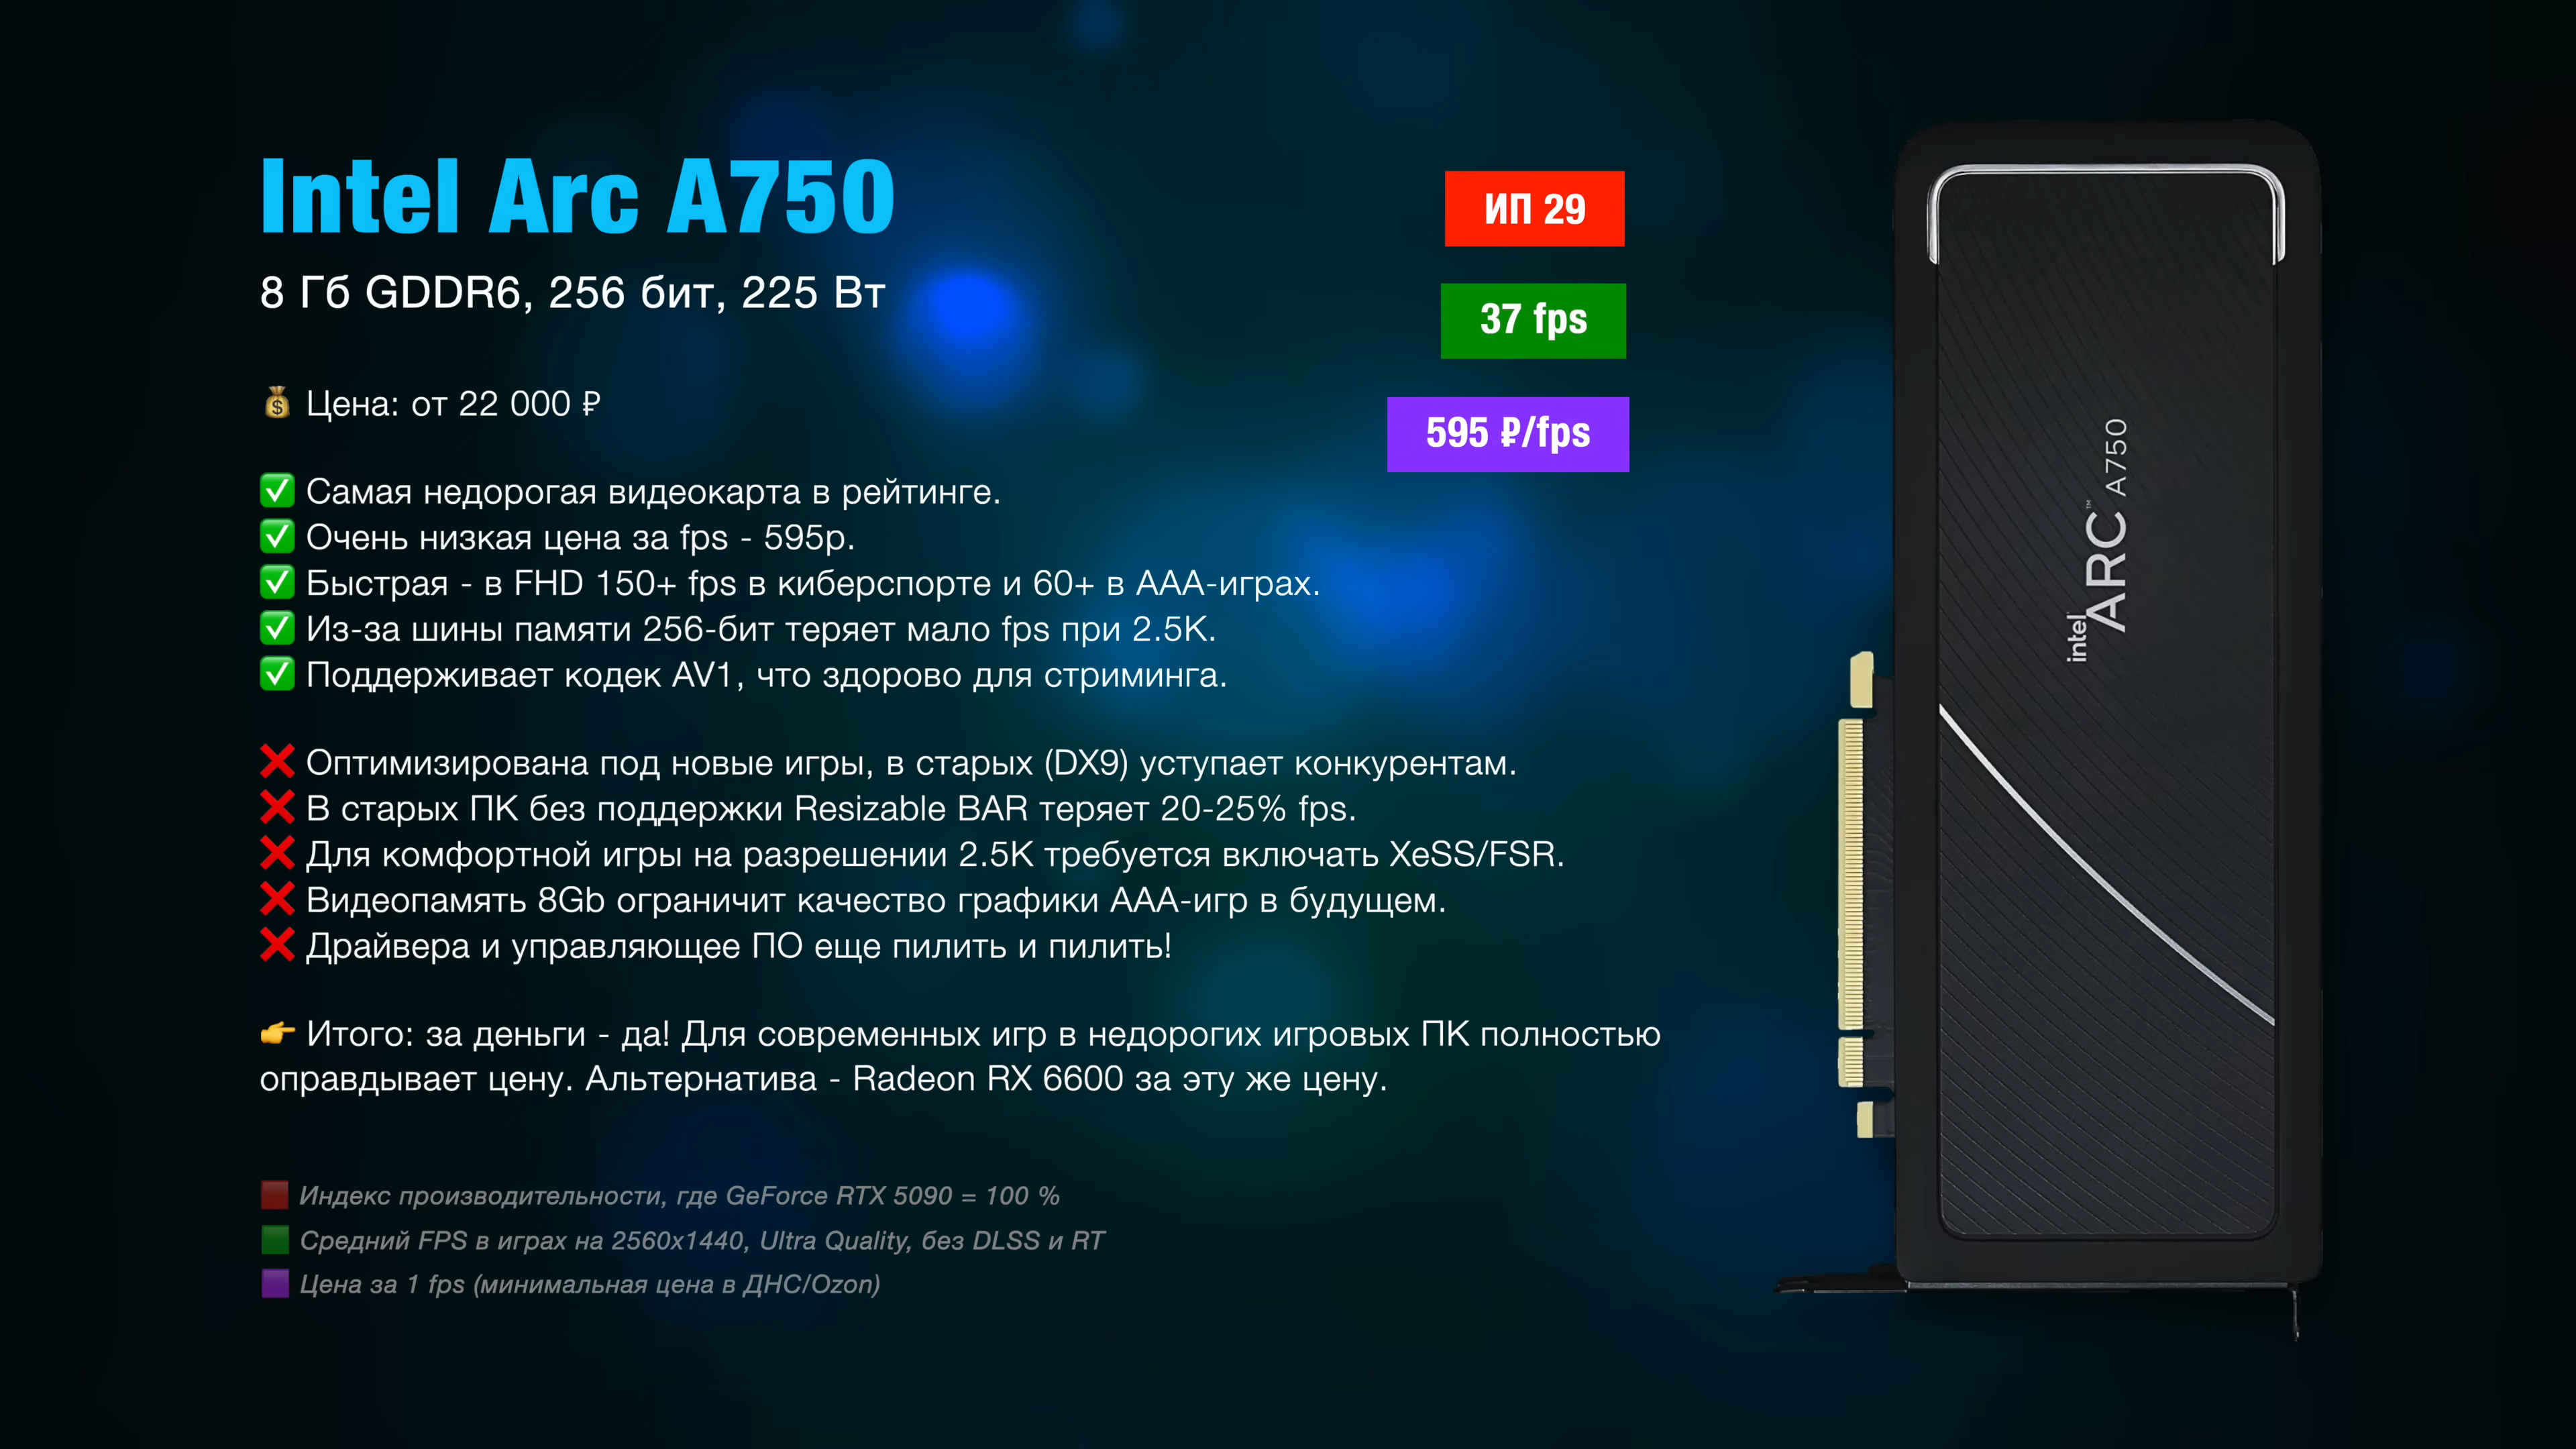 Intel Arc A750
8 Гб GDDR6, 256 бит, 225 Вт
ИП 29
37 fps
595 ₽/fps
💰 Цена: от 22 000 ₽
✅ Самая недорогая видеокарта в рейтинге.
✅ Очень низкая цена за fps - 595р.
✅ Быстрая - в FHD 150+ fps в киберспорте и 60+ в ААА-играх.
✅ Из-за шины памяти 256-бит теряет мало fps при 2.5K.
✅ Поддерживает кодек AV1, что здорово для стриминга.
❌ Оптимизирована под новые игры, в старых (DX9) уступает конкурентам.
❌ В старых ПК без поддержки Resizable BAR теряет 20-25% fps.
❌ Для комфортной игры на разрешении 2.5K требуется включать XeSS/FSR.
❌ Видеопамять 8Gb ограничит качество графики ААА-игр в будущем.
❌ Драйвера и управляющее ПО еще пилить и пилить!
👉 Итого: за деньги - да! Для современных игр в недорогих игровых ПК полностью
оправдывает цену. Альтернатива - Radeon RX 6600 за эту же цену.
🟥 Индекс производительности, где GeForce RTX 5090 = 100 %
🟩 Средний FPS в играх на 2560x1440, Ultra Quality, без DLSS и RT
🟪 Цена за 1 fps (минимальная цена в ДНС/Ozon)
intel
ARC™ A750